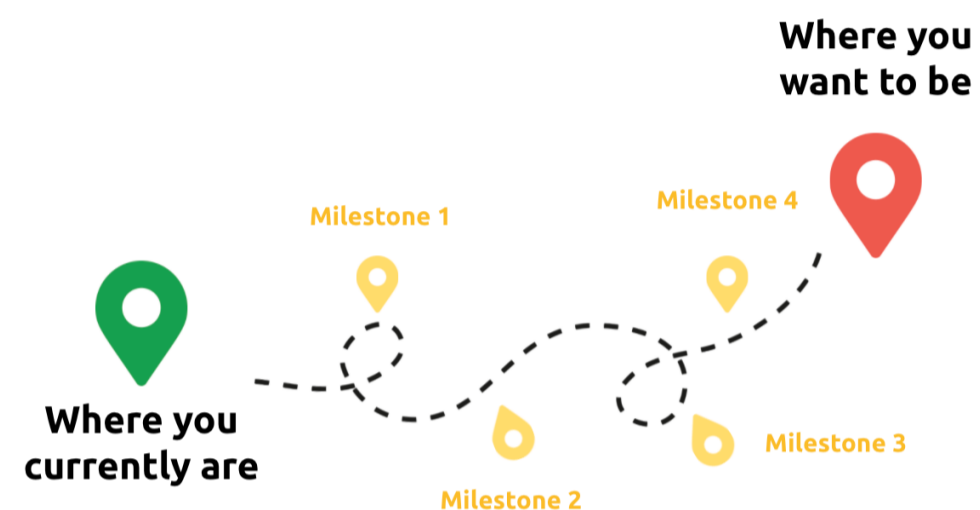 Where you
want to be
Milestone 4
Milestone 1
Where you
currently are
Milestone 3
Milestone 2